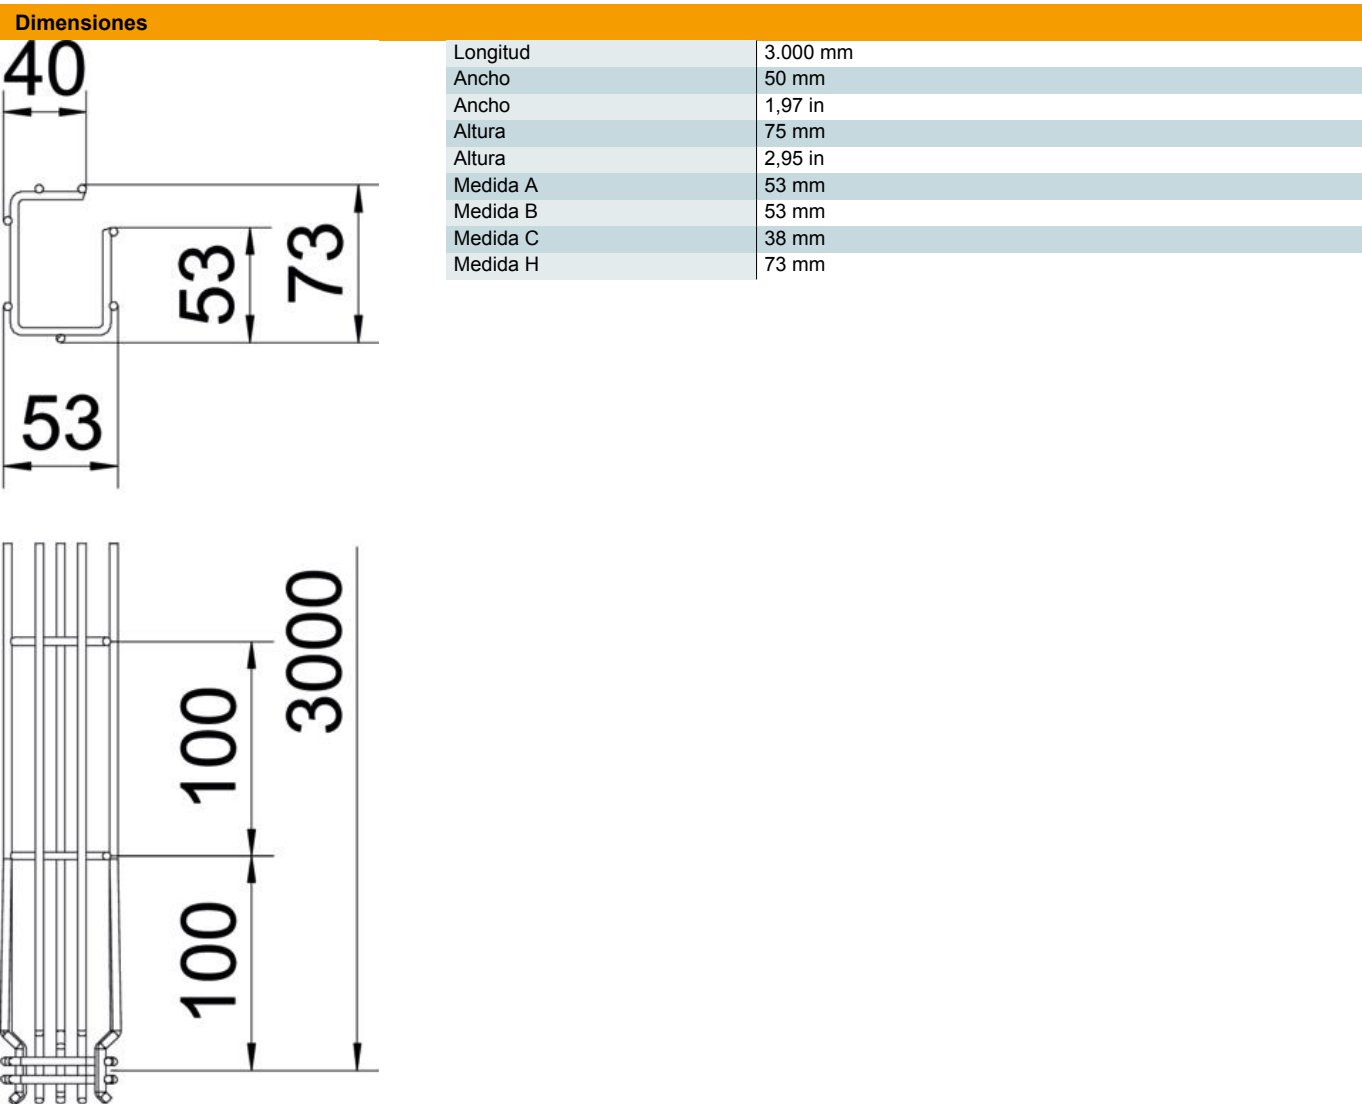 Dimensiones
40
53
73
53
Longitud 3.000 mm
Ancho 50 mm
Ancho 1,97 in
Altura 75 mm
Altura 2,95 in
Medida A 53 mm
Medida B 53 mm
Medida C 38 mm
Medida H 73 mm
3000
100
100